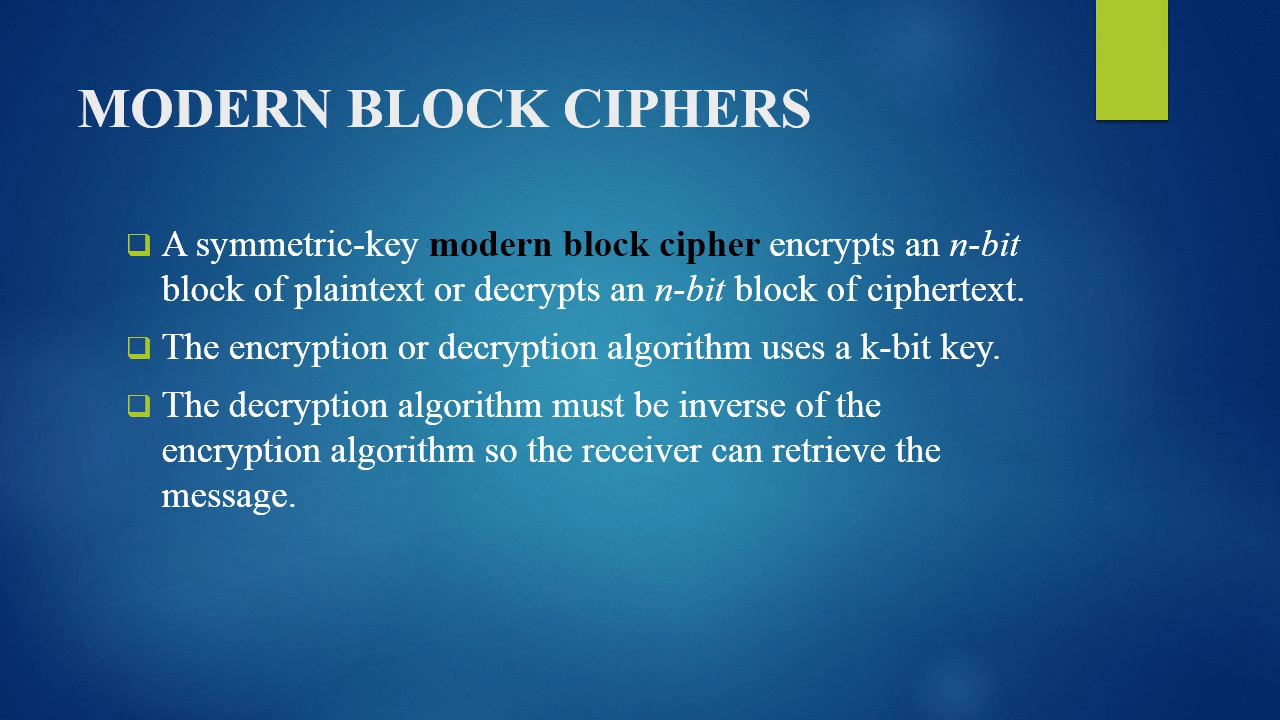 MODERN BLOCK CIPHERS
A symmetric-key modern block cipher encrypts an n-bit
block of plaintext or decrypts an n-bit block of ciphertext.
The encryption or decryption algorithm uses a k-bit key.
The decryption algorithm must be inverse of the
encryption algorithm so the receiver can retrieve the
message.